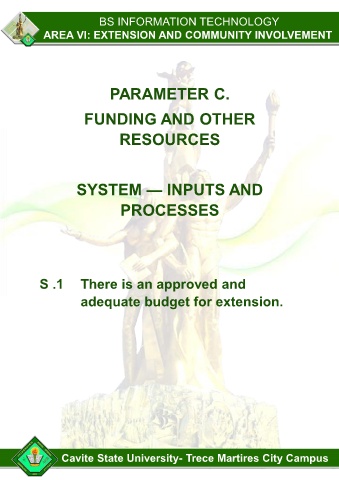 BS INFORMATION TECHNOLOGY
AREA VI: EXTENSION AND COMMUNITY INVOLVEMENT
PARAMETER C.
FUNDING AND OTHER
RESOURCES
SYSTEM — INPUTS AND
PROCESSES
S .1 There is an approved and
adequate budget for extension.
Cavite State University- Trece Martires City Campus